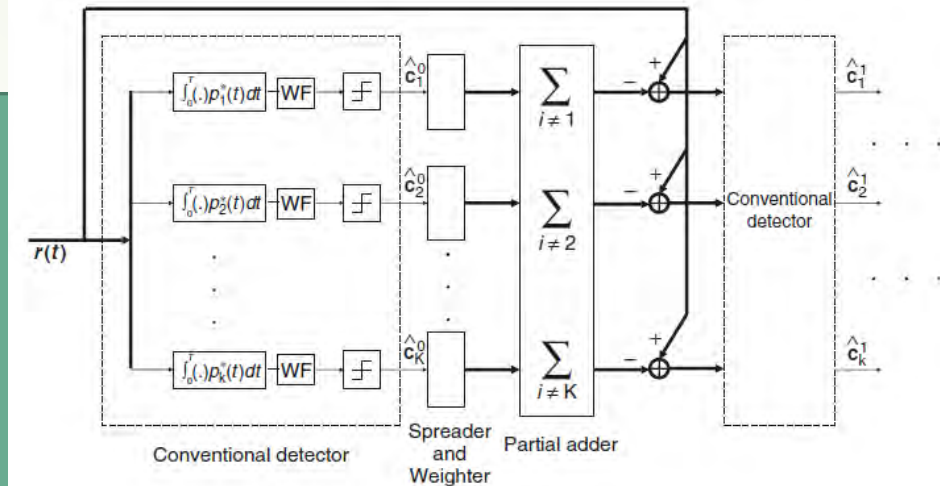 ∫₀ᵀ(.)p₁*(t)dt WF ĉ₁⁰ ∑ i ≠ 1 − + ĉ₁¹
. . .
∫₀ᵀ(.)p₂*(t)dt WF ĉ₂⁰ ∑ i ≠ 2 − + ĉ₂¹
Conventional
detector
r(t)
. . .
∫₀ᵀ(.)pₖ*(t)dt WF ĉ_K⁰ ∑ i ≠ K − + ĉₖ¹
Conventional detector
Spreader
and
Weighter
Partial adder